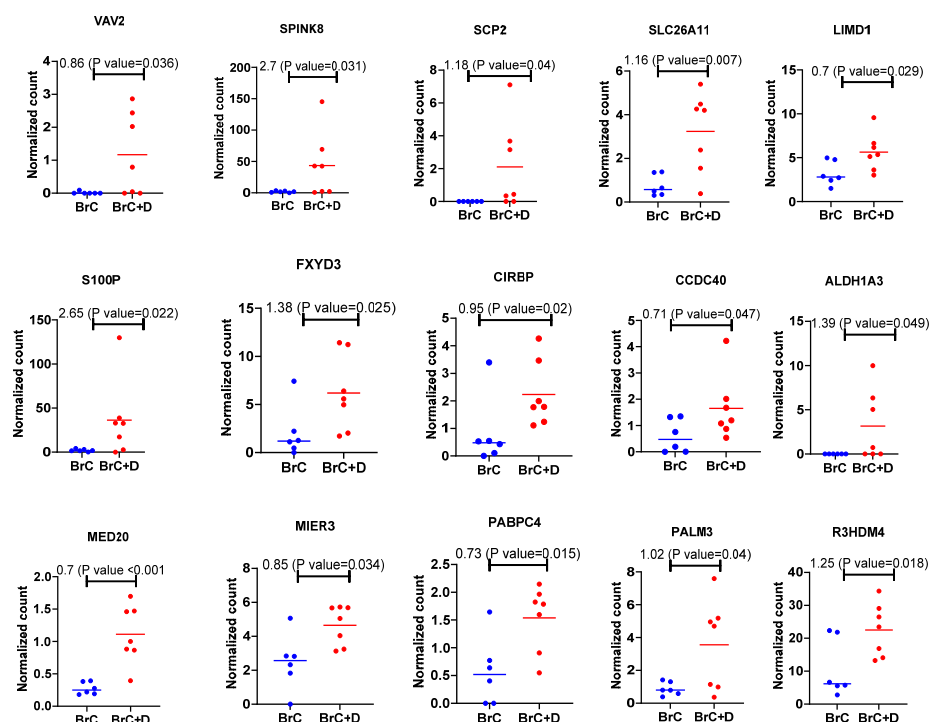 VAV2
0.86 (P value=0.036)
Normalized count
4
3
2
1
0
BrC BrC+D
SPINK8
2.7 (P value=0.031)
Normalized count
200
150
100
50
0
BrC BrC+D
SCP2
1.18 (P value=0.04)
Normalized count
8
6
4
2
0
BrC BrC+D
SLC26A11
1.16 (P value=0.007)
Normalized count
6
4
2
0
BrC BrC+D
LIMD1
0.7 (P value=0.029)
Normalized count
15
10
5
0
BrC BrC+D
S100P
2.65 (P value=0.022)
Normalized count
150
100
50
0
BrC BrC+D
FXYD3
1.38 (P value=0.025)
Normalized count
15
10
5
0
BrC BrC+D
CIRBP
0.95 (P value=0.02)
Normalized count
5
4
3
2
1
0
BrC BrC+D
CCDC40
0.71 (P value=0.047)
Normalized count
5
4
3
2
1
0
BrC BrC+D
ALDH1A3
1.39 (P value=0.049)
Normalized count
15
10
5
0
BrC BrC+D
MED20
0.7 (P value <0.001
Normalized count
2.0
1.5
1.0
0.5
0.0
BrC BrC+D
MIER3
0.85 (P value=0.034)
Normalized count
8
6
4
2
0
BrC BrC+D
PABPC4
0.73 (P value=0.015)
Normalized count
2.5
2.0
1.5
1.0
0.5
0.0
BrC BrC+D
PALM3
1.02 (P value=0.04)
Normalized count
8
6
4
2
0
BrC BrC+D
R3HDM4
1.25 (P value=0.018)
Normalized count
40
30
20
10
0
BrC BrC+D